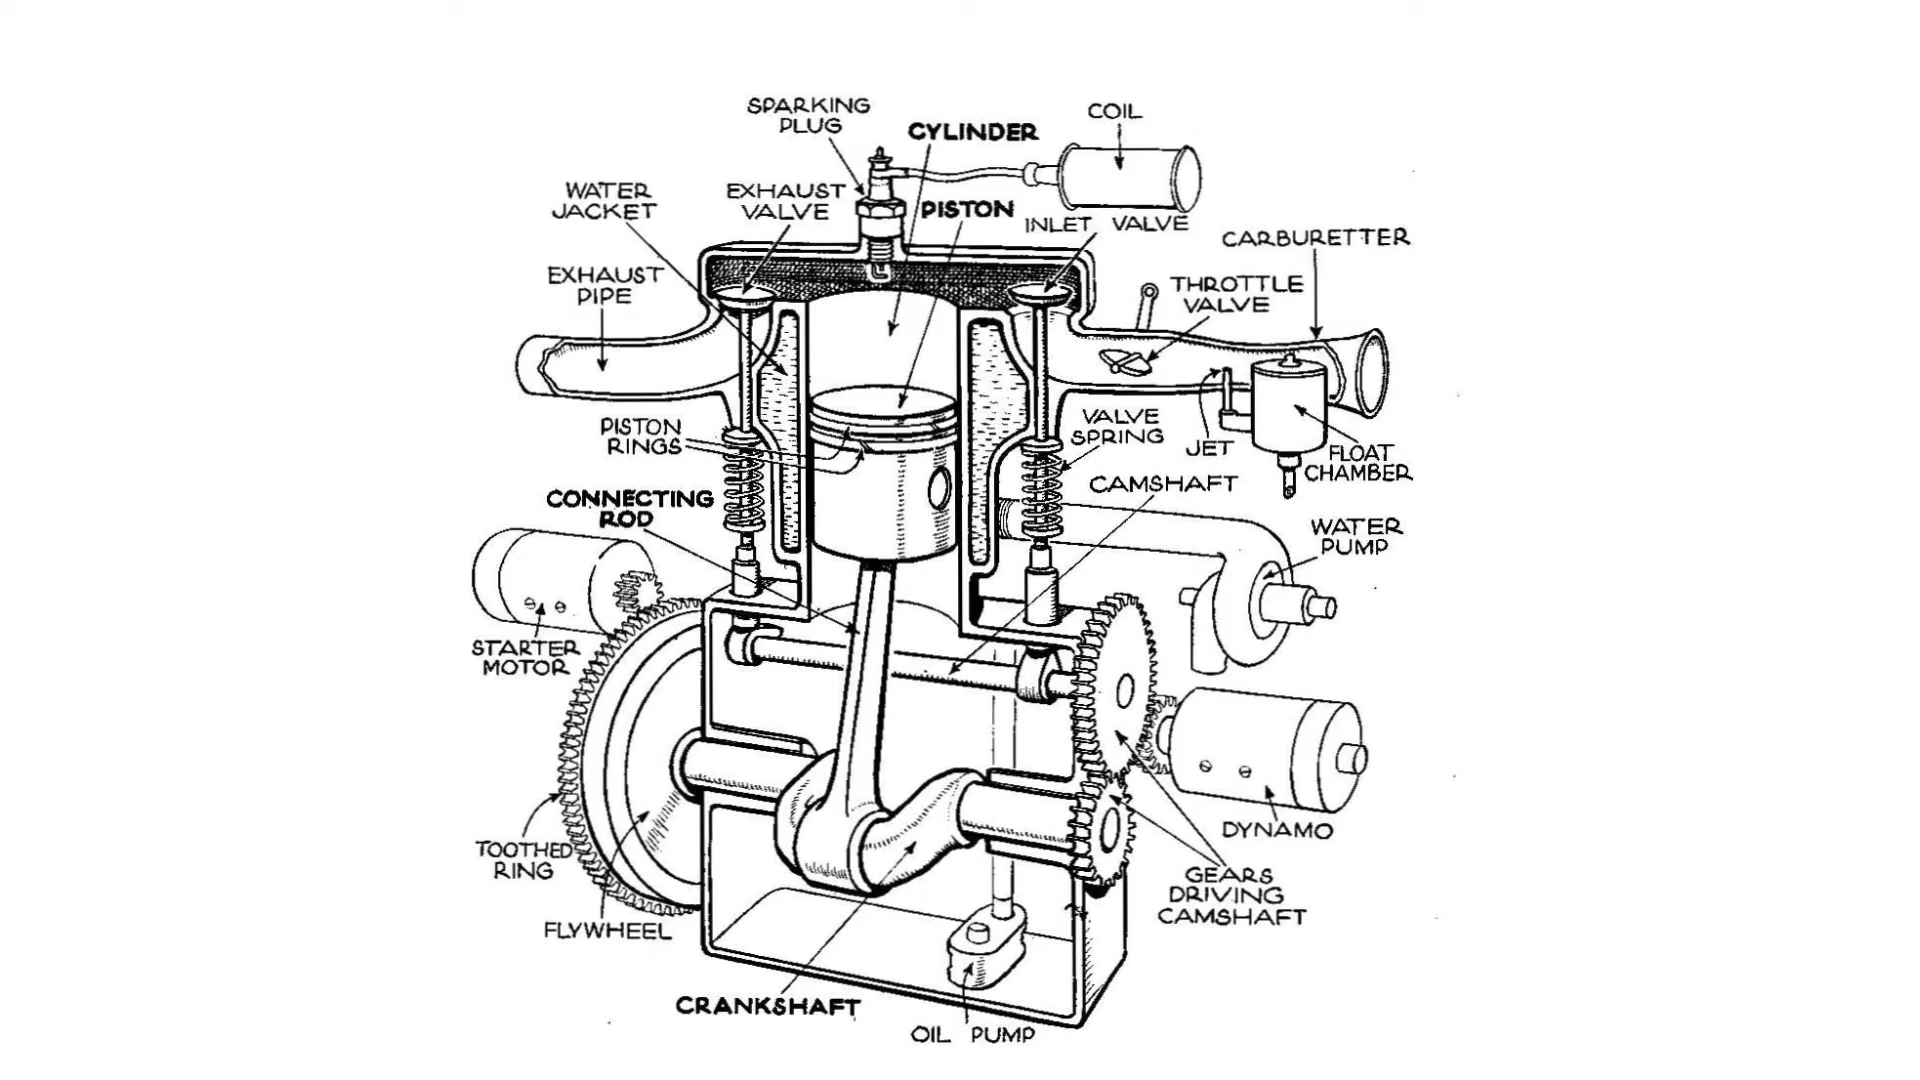 SPARKING
PLUG
CYLINDER
COIL
WATER
JACKET
EXHAUST
VALVE
PISTON
INLET VALVE
CARBURETTER
EXHAUST
PIPE
THROTTLE
VALVE
PISTON
RINGS
VALVE
SPRING
JET
FLOAT
CHAMBER
CONNECTING
ROD
CAMSHAFT
WATER
PUMP
STARTER
MOTOR
DYNAMO
TOOTHED
RING
GEARS
DRIVING
CAMSHAFT
FLYWHEEL
CRANKSHAFT
OIL PUMP